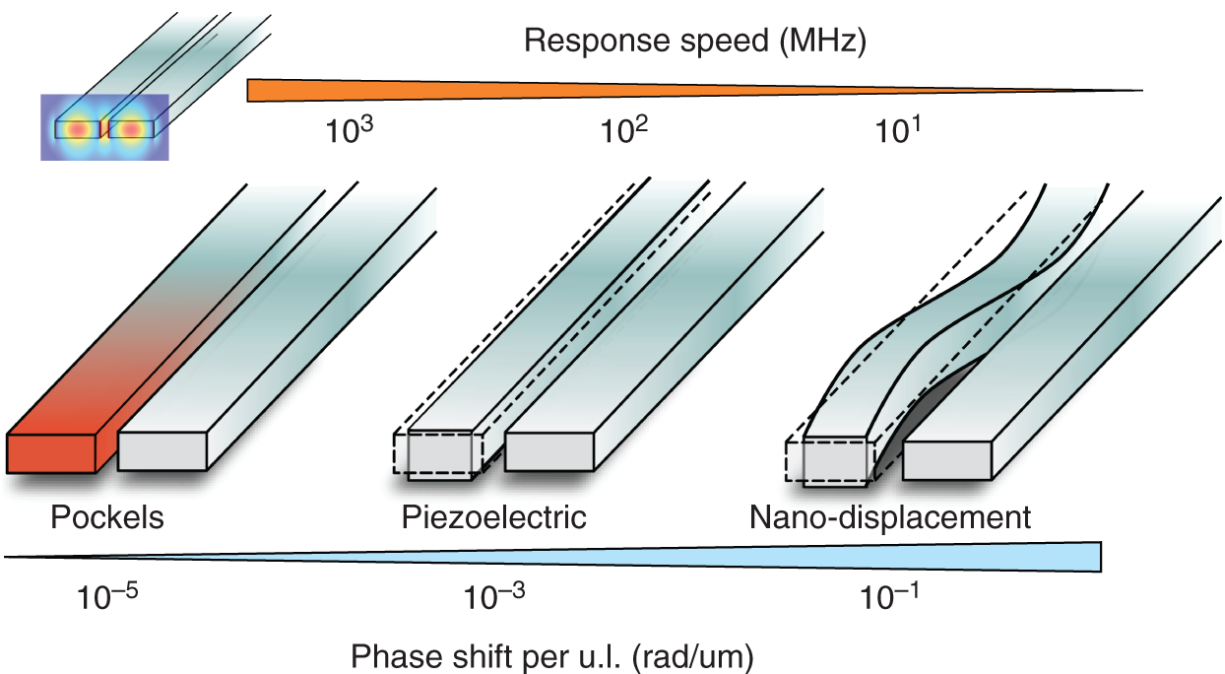 Response speed (MHz)
10³ 10² 10¹
Pockels Piezoelectric Nano-displacement
10⁻⁵ 10⁻³ 10⁻¹
Phase shift per u.l. (rad/um)